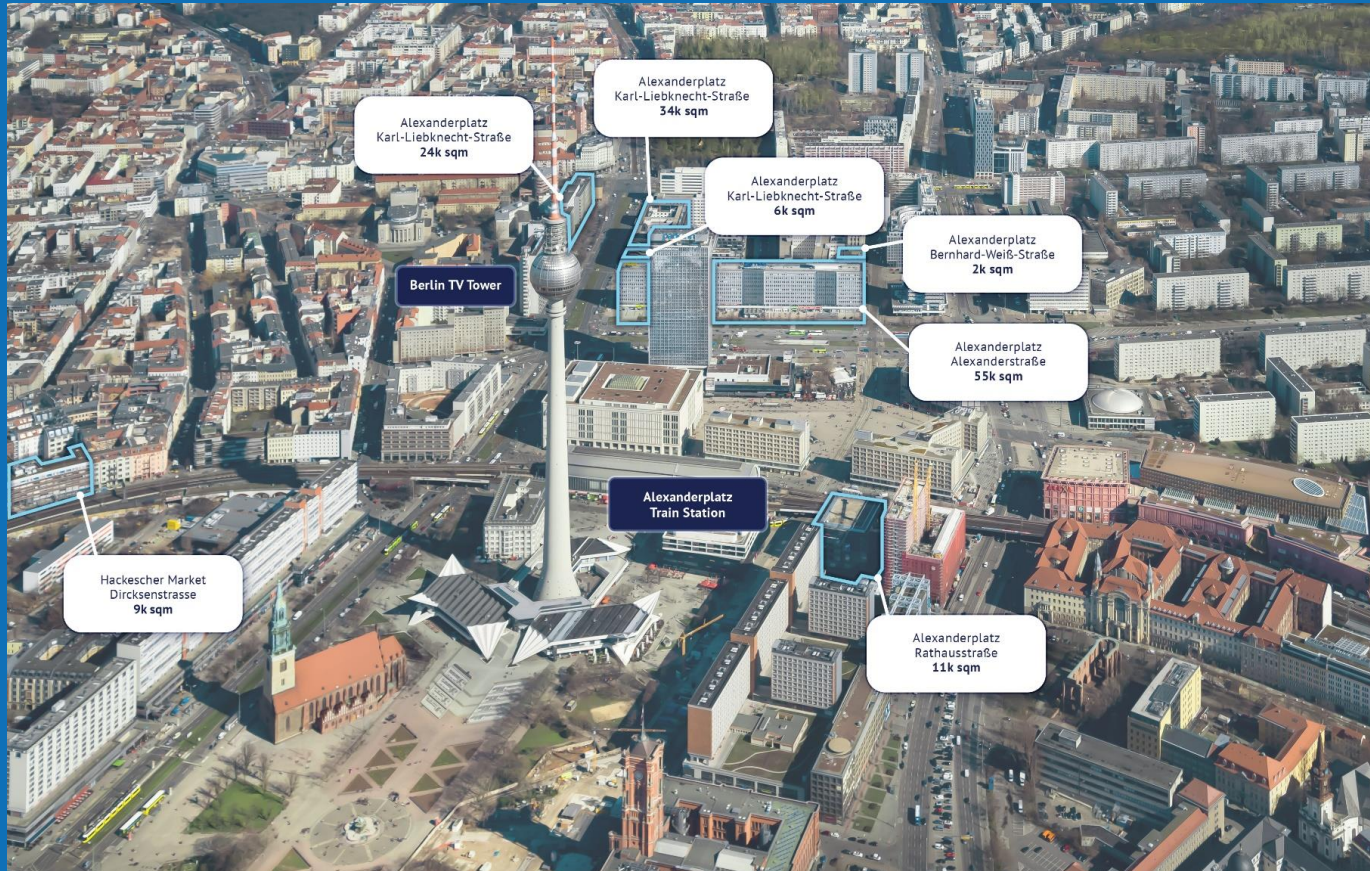 Alexanderplatz
Karl-Liebknecht-Straße
34k sqm
Alexanderplatz
Karl-Liebknecht-Straße
24k sqm
Alexanderplatz
Karl-Liebknecht-Straße
6k sqm
Alexanderplatz
Bernhard-Weiß-Straße
2k sqm
Berlin TV Tower
Alexanderplatz
Alexanderstraße
55k sqm
Alexanderplatz
Train Station
Hackescher Market
Dircksenstrasse
9k sqm
Alexanderplatz
Rathausstraße
11k sqm